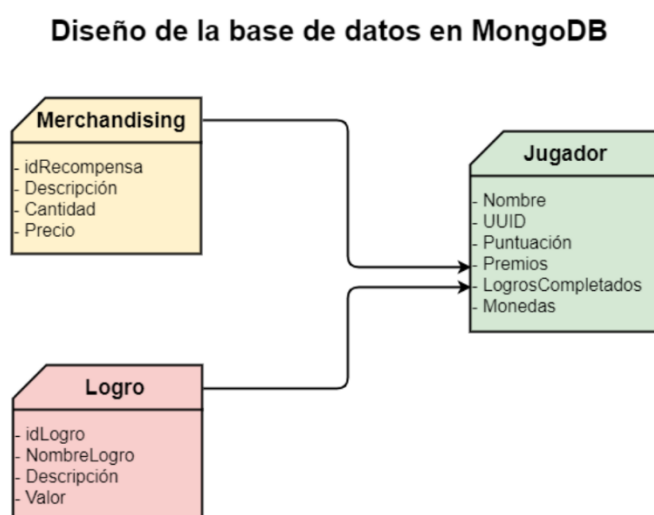 Diseño de la base de datos en MongoDB
Merchandising
- idRecompensa
- Descripción
- Cantidad
- Precio
Jugador
- Nombre
- UUID
- Puntuación
- Premios
- LogrosCompletados
- Monedas
Logro
- idLogro
- NombreLogro
- Descripción
- Valor